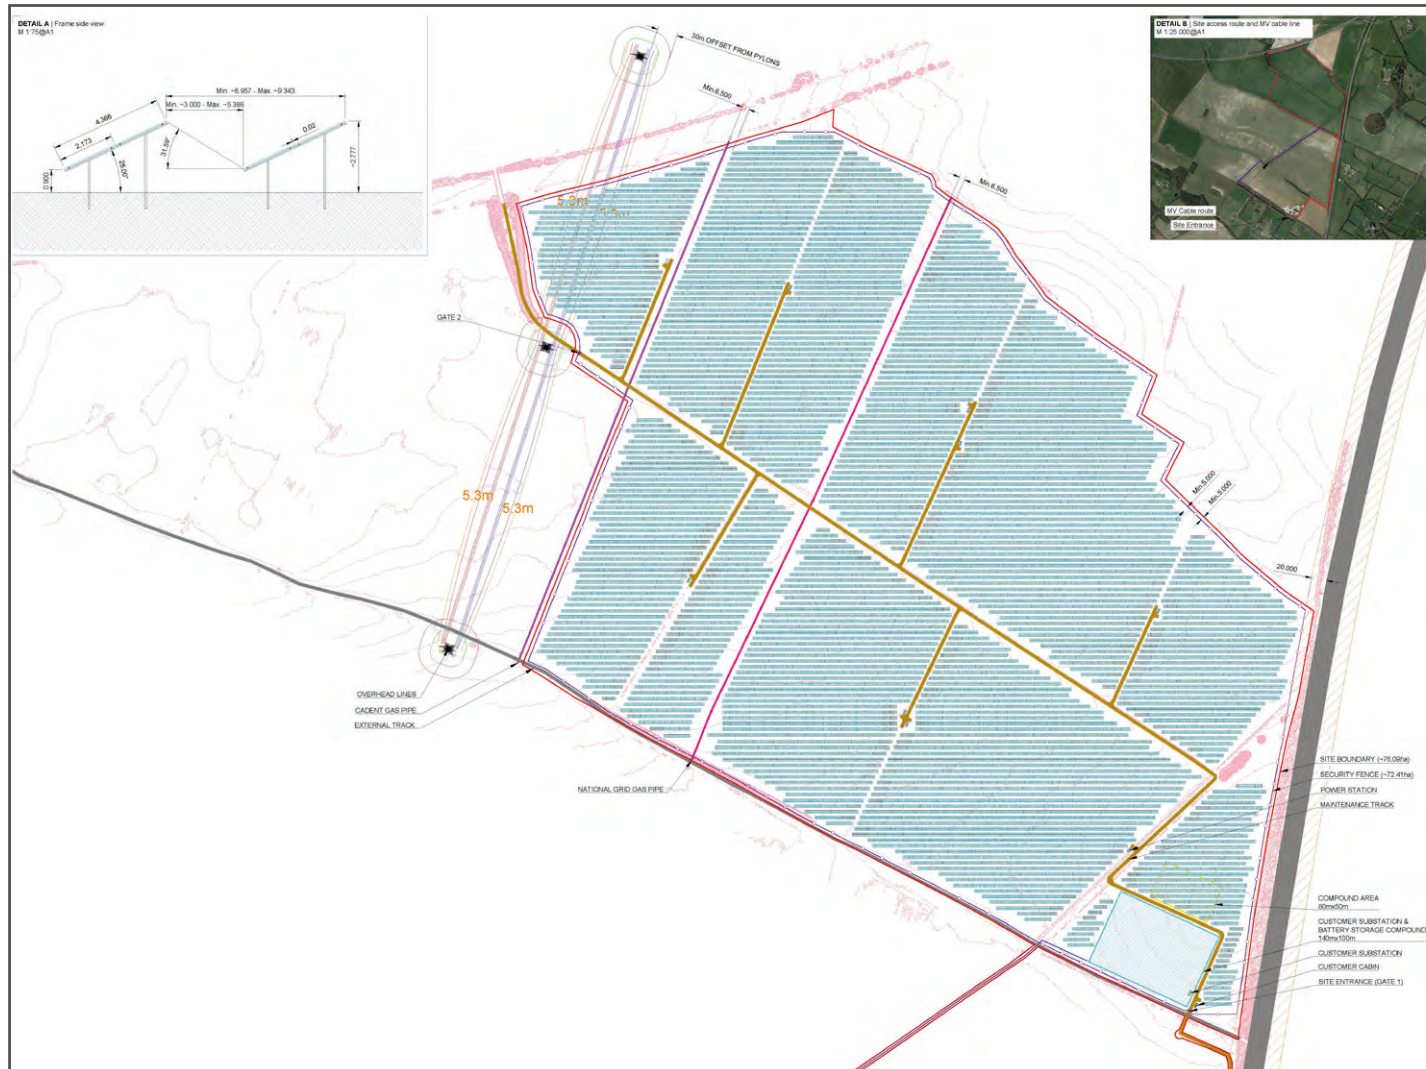 DETAIL A | Frame side view
M 1:75@A1
Min. ~6.957 - Max. ~9.343
Min. ~3.000 - Max. ~5.386
4.366
2.173
0.02
31.59°
25.00°
0.900
~2.777
30m OFFSET FROM PYLONS
Min.6.500
Min.6.500
DETAIL B | Site access route and MV cable line
M 1:25 000@A1
MV Cable route
Site Entrance
5.3m
GATE 2
5.3m
5.3m
Min.5.000
Min.5.000
20.000
OVERHEAD LINES
CADENT GAS PIPE
EXTERNAL TRACK
NATIONAL GRID GAS PIPE
SITE BOUNDARY (~76.09ha)
SECURITY FENCE (~72.41ha)
POWER STATION
MAINTENANCE TRACK
COMPOUND AREA
80mx50m
CUSTOMER SUBSTATION &
BATTERY STORAGE COMPOUND
140mx100m
CUSTOMER SUBSTATION
CUSTOMER CABIN
SITE ENTRANCE (GATE 1)